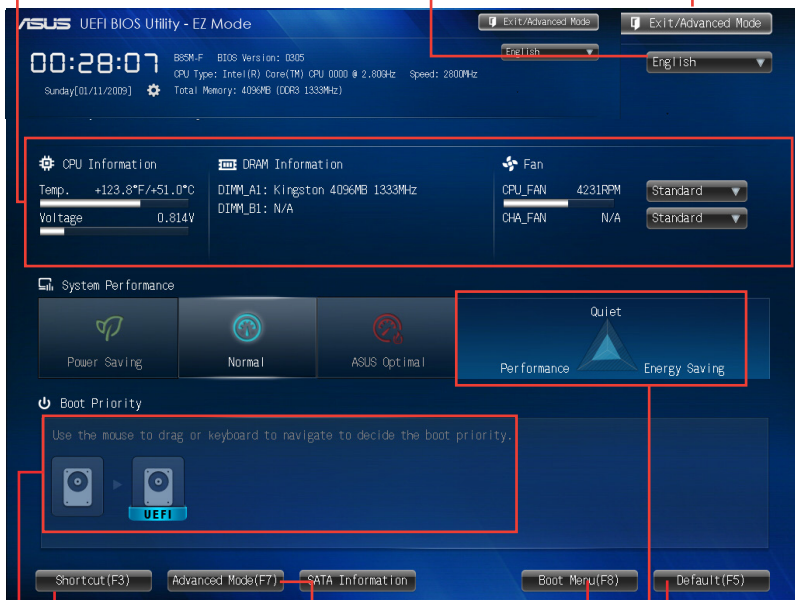 ASUS UEFI BIOS Utility - EZ Mode
Exit/Advanced Mode
Exit/Advanced Mode
English
English
00:28:07
Sunday[01/11/2009]
B85M-F BIOS Version: 0305
CPU Type: Intel(R) Core(TM) CPU 0000 @ 2.80GHz Speed: 2800MHz
Total Memory: 4096MB (DDR3 1333MHz)
CPU Information
Temp. +123.8°F/+51.0°C
Voltage 0.814V
DRAM Information
DIMM_A1: Kingston 4096MB 1333MHz
DIMM_B1: N/A
Fan
CPU_FAN 4231RPM Standard
CHA_FAN N/A Standard
System Performance
Power Saving
Normal
ASUS Optimal
Quiet
Performance
Energy Saving
Boot Priority
Use the mouse to drag or keyboard to navigate to decide the boot priority.
UEFI
Shortcut(F3)
Advanced Mode(F7)
SATA Information
Boot Menu(F8)
Default(F5)